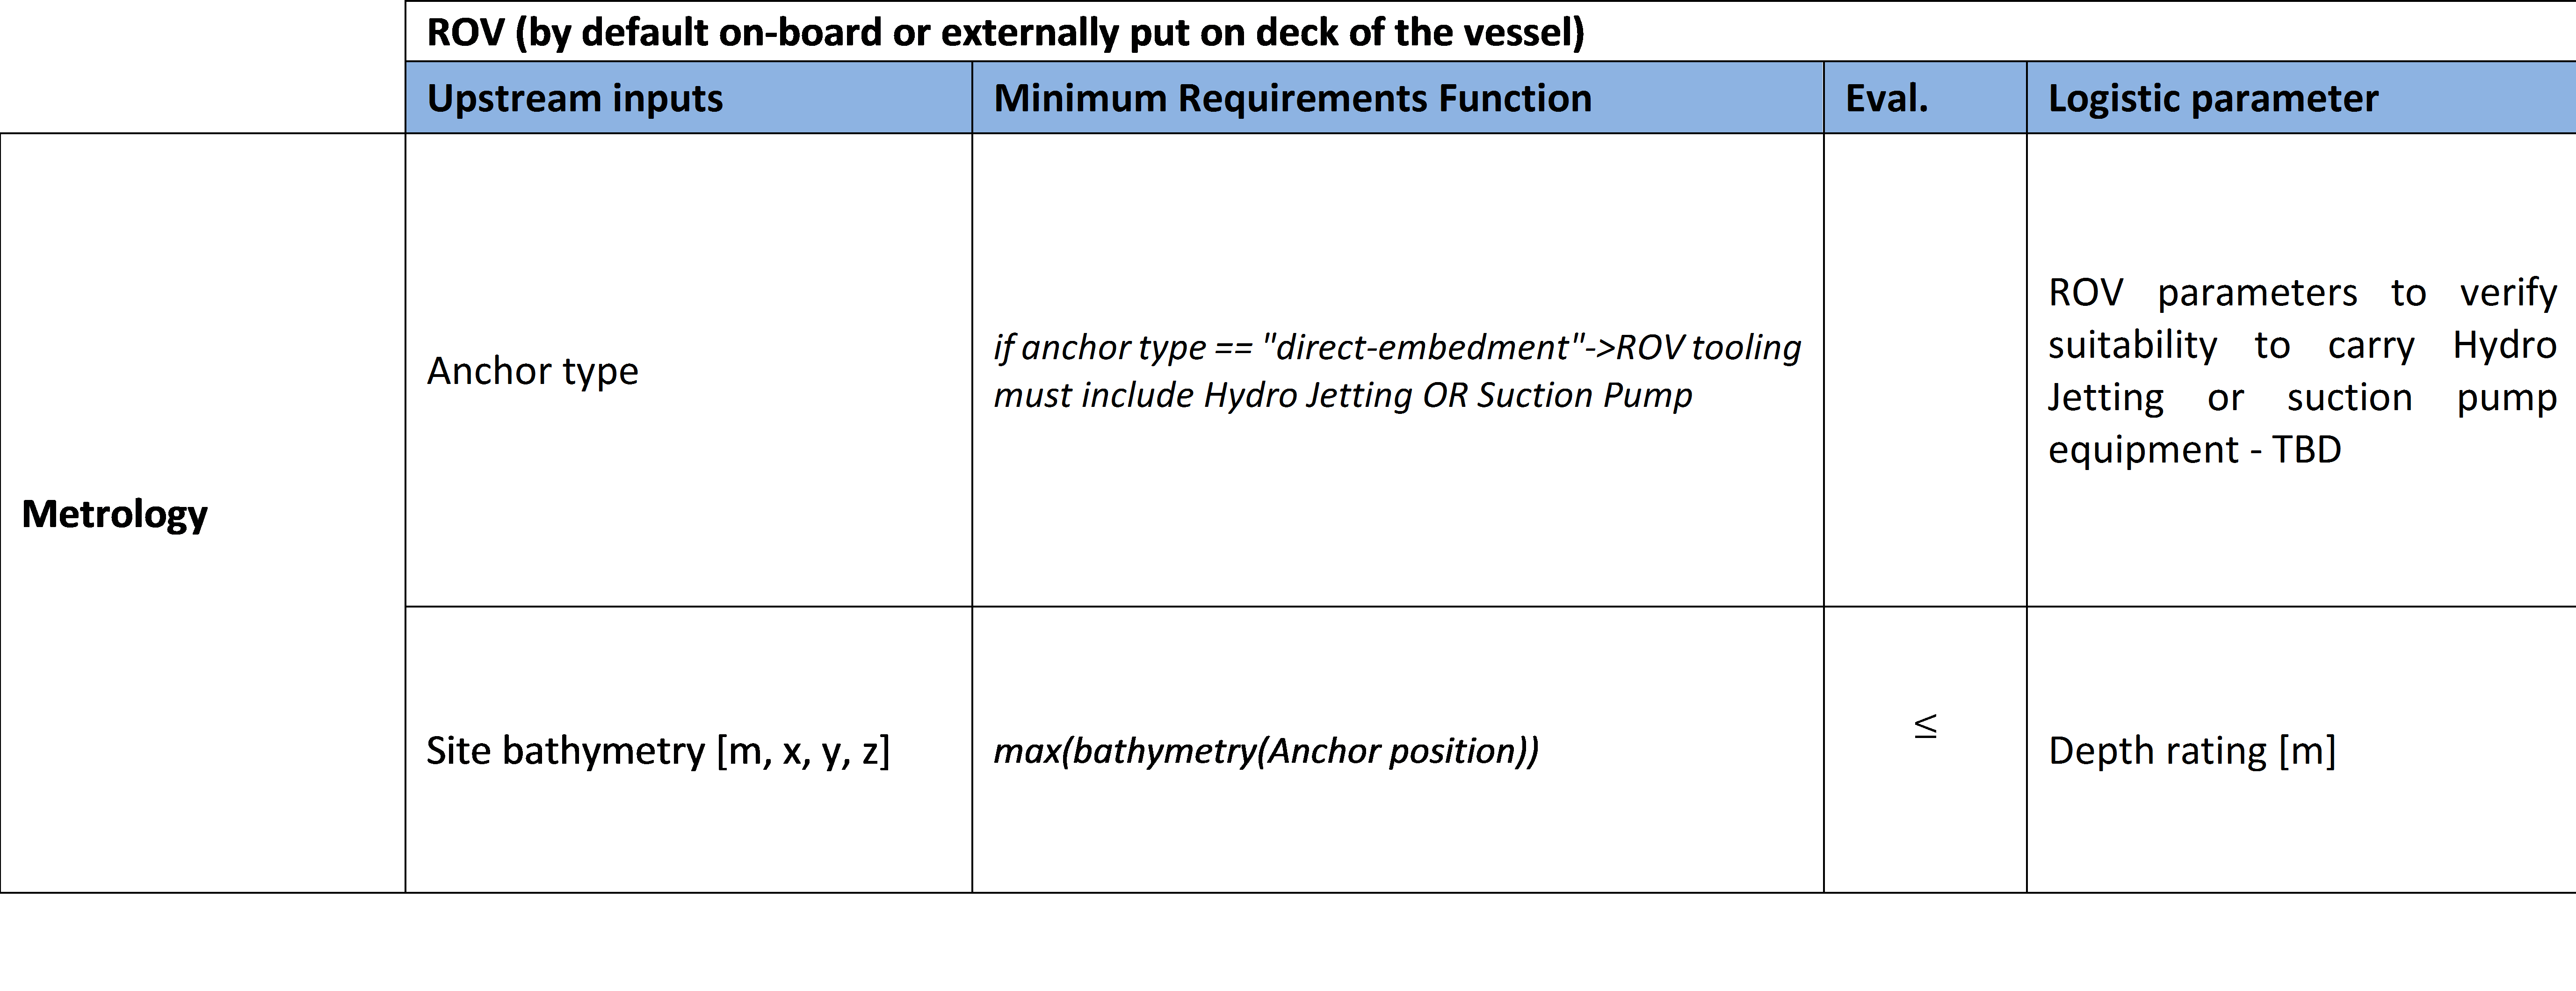 ROV (by default on-board or externally put on deck of the vessel)
Upstream inputs
Minimum Requirements Function
Eval.
Logistic parameter
Metrology
Anchor type
if anchor type == "direct-embedment"->ROV tooling
must include Hydro Jetting OR Suction Pump
ROV parameters to verify
suitability to carry Hydro
Jetting or suction pump
equipment - TBD
Site bathymetry [m, x, y, z]
max(bathymetry(Anchor position))
≤
Depth rating [m]